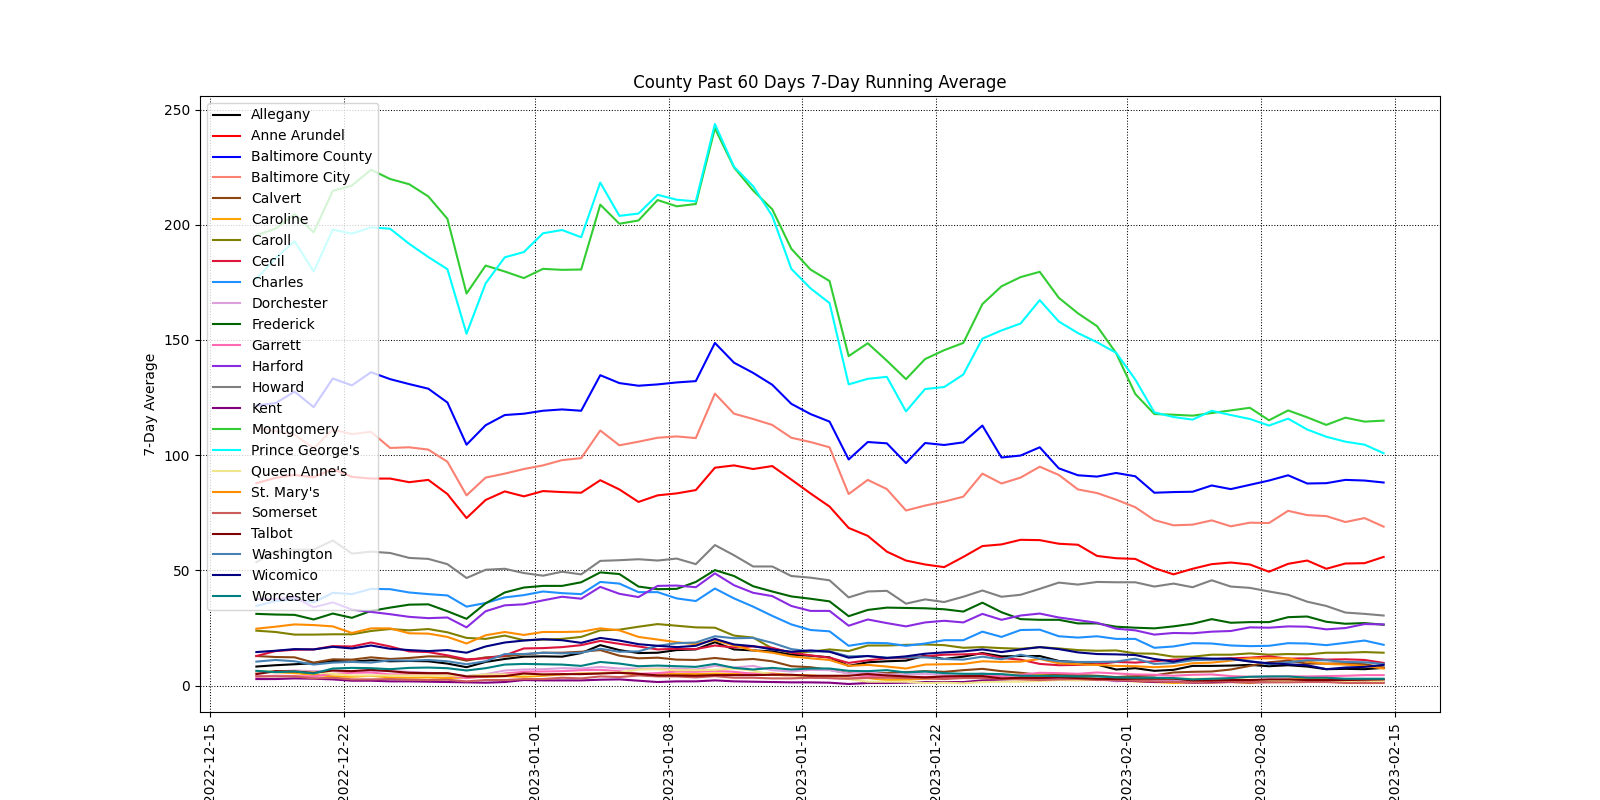 County Past 60 Days 7-Day Running Average
7-Day Average
250
200
150
100
50
0
Allegany
Anne Arundel
Baltimore County
Baltimore City
Calvert
Caroline
Caroll
Cecil
Charles
Dorchester
Frederick
Garrett
Harford
Howard
Kent
Montgomery
Prince George's
Queen Anne's
St. Mary's
Somerset
Talbot
Washington
Wicomico
Worcester
2022-12-15
2022-12-22
2023-01-01
2023-01-08
2023-01-15
2023-01-22
2023-02-01
2023-02-08
2023-02-15